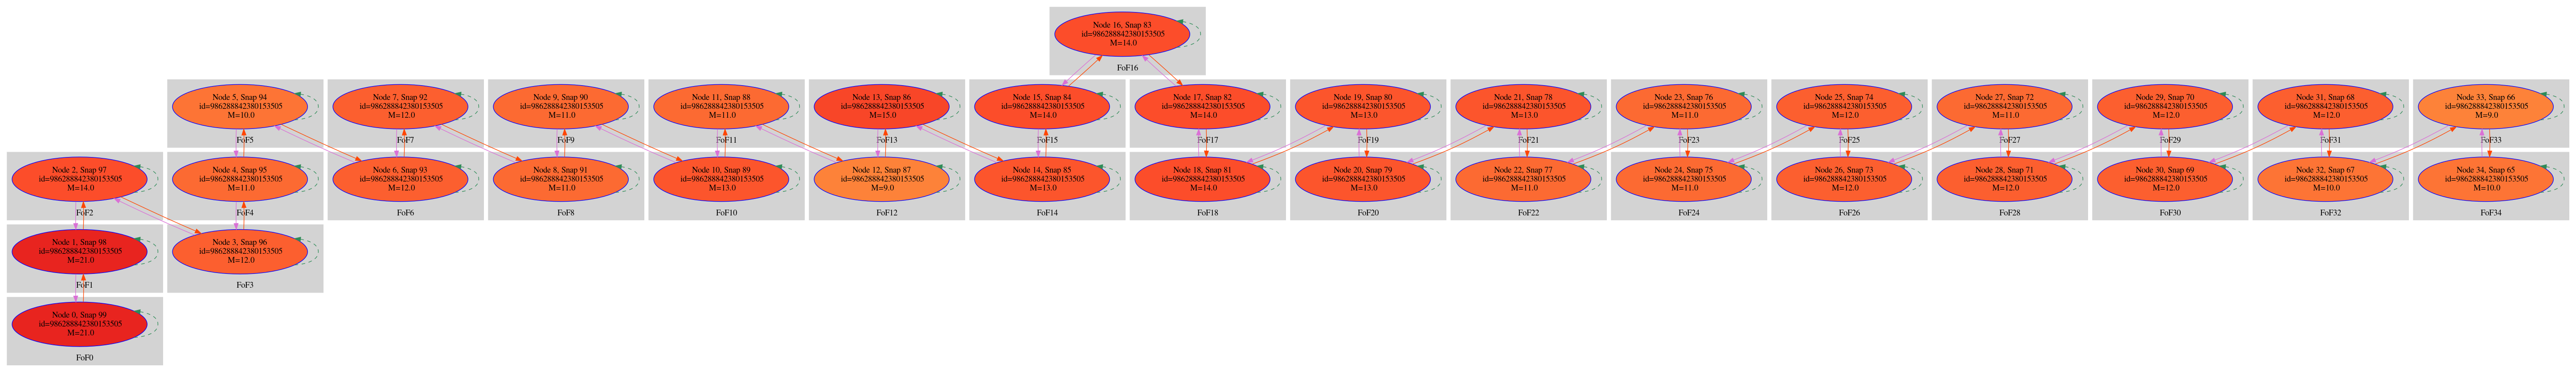 Node 16, Snap 83
id=986288842380153505
M=14.0
FoF16
Node 5, Snap 94
id=986288842380153505
M=10.0
FoF5
Node 7, Snap 92
id=986288842380153505
M=12.0
FoF7
Node 9, Snap 90
id=986288842380153505
M=11.0
FoF9
Node 11, Snap 88
id=986288842380153505
M=11.0
FoF11
Node 13, Snap 86
id=986288842380153505
M=15.0
FoF13
Node 15, Snap 84
id=986288842380153505
M=14.0
FoF15
Node 17, Snap 82
id=986288842380153505
M=14.0
FoF17
Node 19, Snap 80
id=986288842380153505
M=13.0
FoF19
Node 21, Snap 78
id=986288842380153505
M=13.0
FoF21
Node 23, Snap 76
id=986288842380153505
M=11.0
FoF23
Node 25, Snap 74
id=986288842380153505
M=12.0
FoF25
Node 27, Snap 72
id=986288842380153505
M=11.0
FoF27
Node 29, Snap 70
id=986288842380153505
M=12.0
FoF29
Node 31, Snap 68
id=986288842380153505
M=12.0
FoF31
Node 33, Snap 66
id=986288842380153505
M=9.0
FoF33
Node 2, Snap 97
id=986288842380153505
M=14.0
FoF2
Node 4, Snap 95
id=986288842380153505
M=11.0
FoF4
Node 6, Snap 93
id=986288842380153505
M=12.0
FoF6
Node 8, Snap 91
id=986288842380153505
M=11.0
FoF8
Node 10, Snap 89
id=986288842380153505
M=13.0
FoF10
Node 12, Snap 87
id=986288842380153505
M=9.0
FoF12
Node 14, Snap 85
id=986288842380153505
M=13.0
FoF14
Node 18, Snap 81
id=986288842380153505
M=14.0
FoF18
Node 20, Snap 79
id=986288842380153505
M=13.0
FoF20
Node 22, Snap 77
id=986288842380153505
M=11.0
FoF22
Node 24, Snap 75
id=986288842380153505
M=11.0
FoF24
Node 26, Snap 73
id=986288842380153505
M=12.0
FoF26
Node 28, Snap 71
id=986288842380153505
M=12.0
FoF28
Node 30, Snap 69
id=986288842380153505
M=12.0
FoF30
Node 32, Snap 67
id=986288842380153505
M=10.0
FoF32
Node 34, Snap 65
id=986288842380153505
M=10.0
FoF34
Node 1, Snap 98
id=986288842380153505
M=21.0
FoF1
Node 3, Snap 96
id=986288842380153505
M=12.0
FoF3
Node 0, Snap 99
id=986288842380153505
M=21.0
FoF0